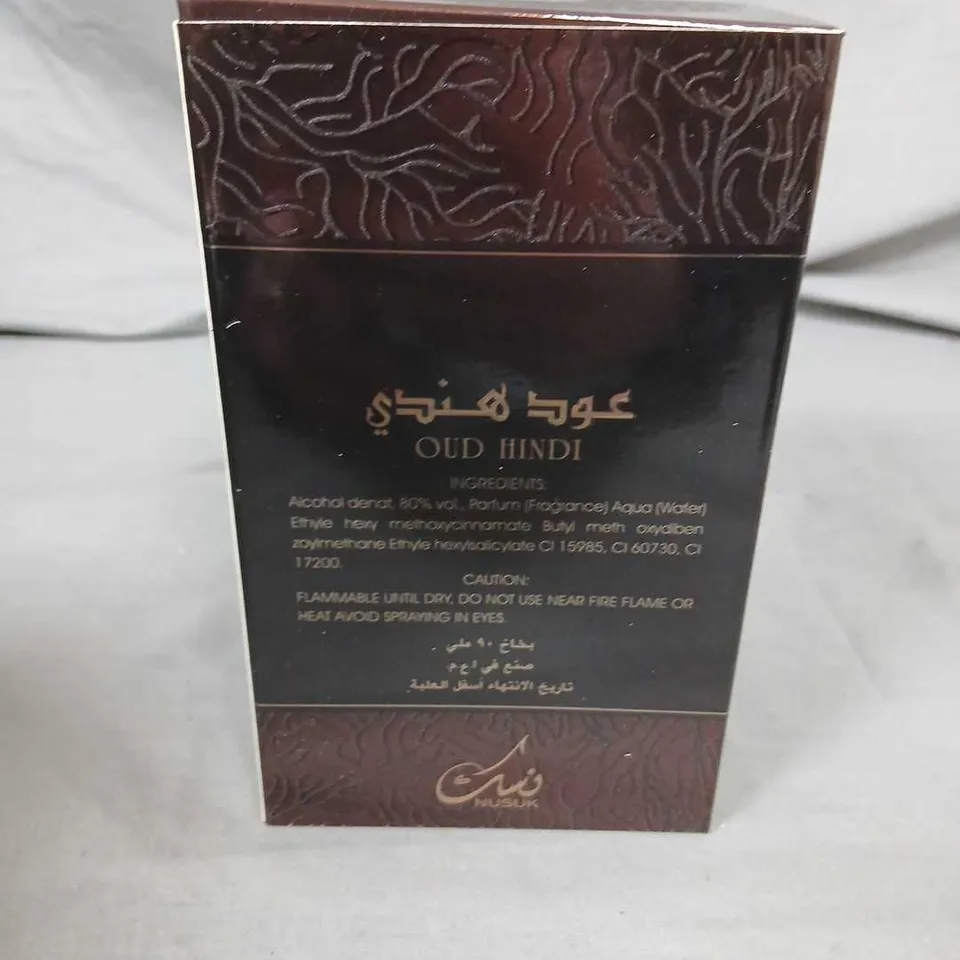 عود هندي
OUD HINDI
INGREDIENTS:
Alcohol denat, 80% vol., Parfum (Fragrance) Aqua (Water)
Ethyle hexy methoxycinnamate Butyl meth oxydiben
zoylmethane Ethyle hexylsalicylate CI 15985, CI 60730, CI
17200.
CAUTION:
FLAMMABLE UNTIL DRY, DO NOT USE NEAR FIRE FLAME OR
HEAT AVOID SPRAYING IN EYES.
بخاخ ٩٠ ملي
صنع في ا.ع.م.
تاريخ الانتهاء أسفل العلبة
نسك
NUSUK